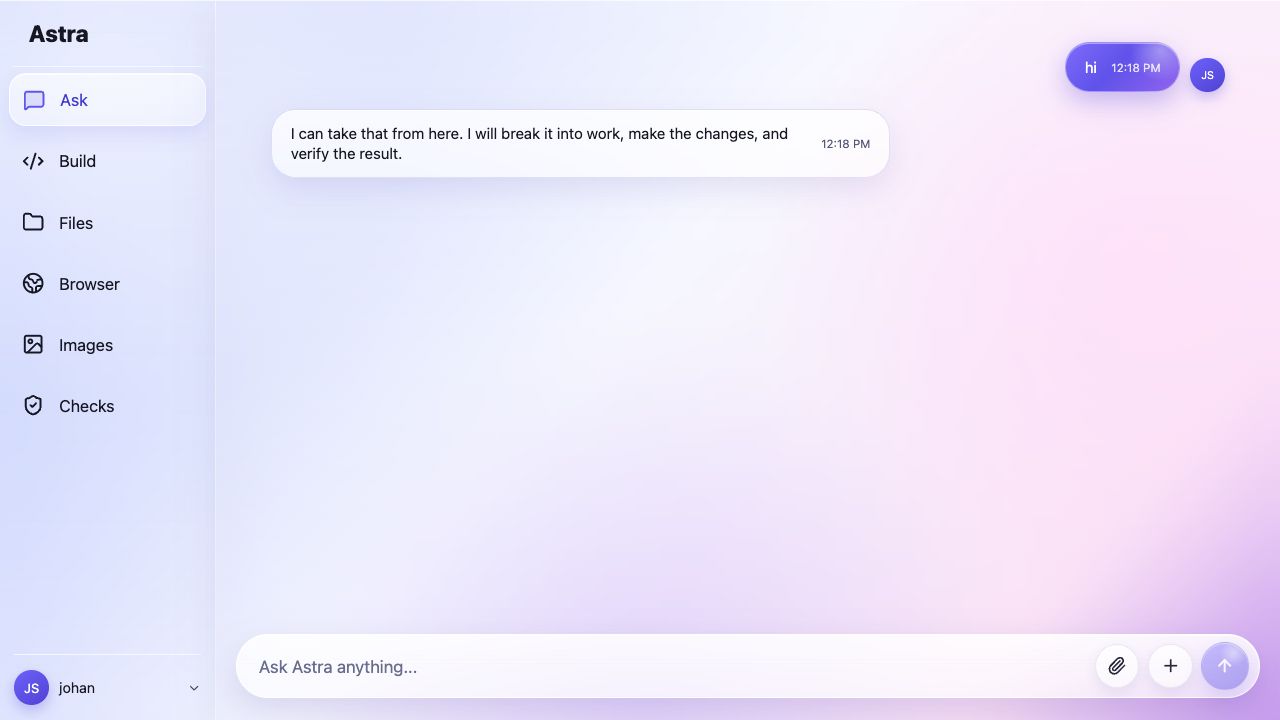 Astra
Ask
Build
Files
Browser
Images
Checks
JS johan
hi 12:18 PM
JS
I can take that from here. I will break it into work, make the changes, and
verify the result.
12:18 PM
Ask Astra anything...